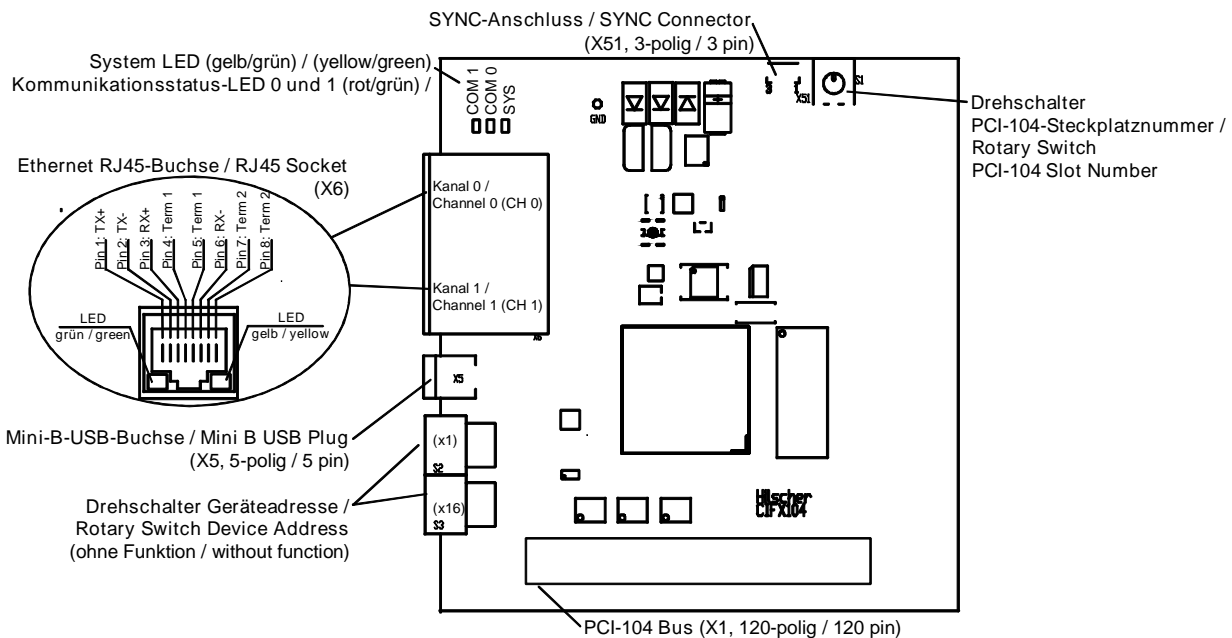 SYNC-Anschluss / SYNC Connector
(X51, 3-polig / 3 pin)
System LED (gelb/grün) / (yellow/green)
Kommunikationsstatus-LED 0 und 1 (rot/grün) /
COM 1
COM 0
SYS
GND
X51
S1
Drehschalter
PCI-104-Steckplatznummer /
Rotary Switch
PCI-104 Slot Number
Ethernet RJ45-Buchse / RJ45 Socket
(X6)
Pin 1: TX+
Pin 2: TX-
Pin 3: RX+
Pin 4: Term 1
Pin 5: Term 1
Pin 6: RX-
Pin 7: Term 2
Pin 8: Term 2
LED
grün / green
LED
gelb / yellow
Kanal 0 /
Channel 0 (CH 0)
Kanal 1 /
Channel 1 (CH 1)
X6
X5
Mini-B-USB-Buchse / Mini B USB Plug
(X5, 5-polig / 5 pin)
(x1)
S2
(x16)
S3
Drehschalter Geräteadresse /
Rotary Switch Device Address
(ohne Funktion / without function)
Hilscher
CIFX104
PCI-104 Bus (X1, 120-polig / 120 pin)